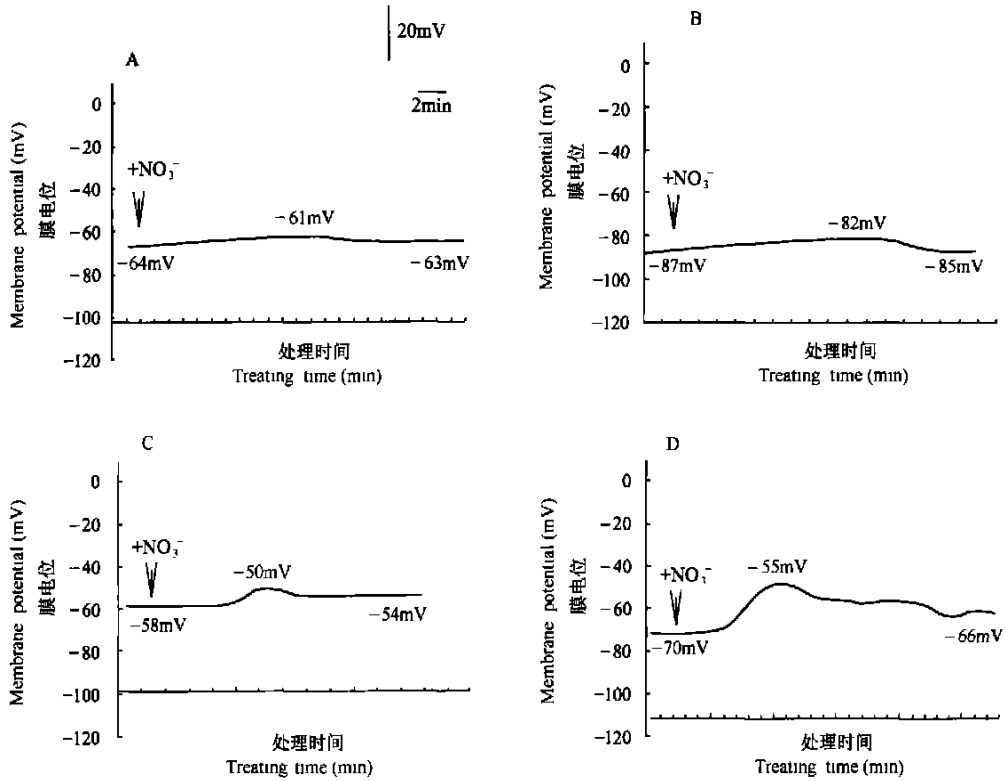 A
20mV
2min
0
−20
−40
−60
−80
−100
−120
Membrane potential (mV)
膜电位
+NO₃⁻
−64mV
−61mV
−63mV
处理时间
Treating time (min)
B
0
−20
−40
−60
−80
−100
−120
Membrane potential (mV)
膜电位
+NO₃⁻
−87mV
−82mV
−85mV
处理时间
Treating time (min)
C
0
−20
−40
−60
−80
−100
−120
Membrane potential (mV)
膜电位
+NO₃⁻
−58mV
−50mV
−54mV
处理时间
Treating time (min)
D
0
−20
−40
−60
−80
−100
−120
Membrane potential (mV)
膜电位
+NO₃⁻
−70mV
−55mV
−66mV
处理时间
Treating time (min)